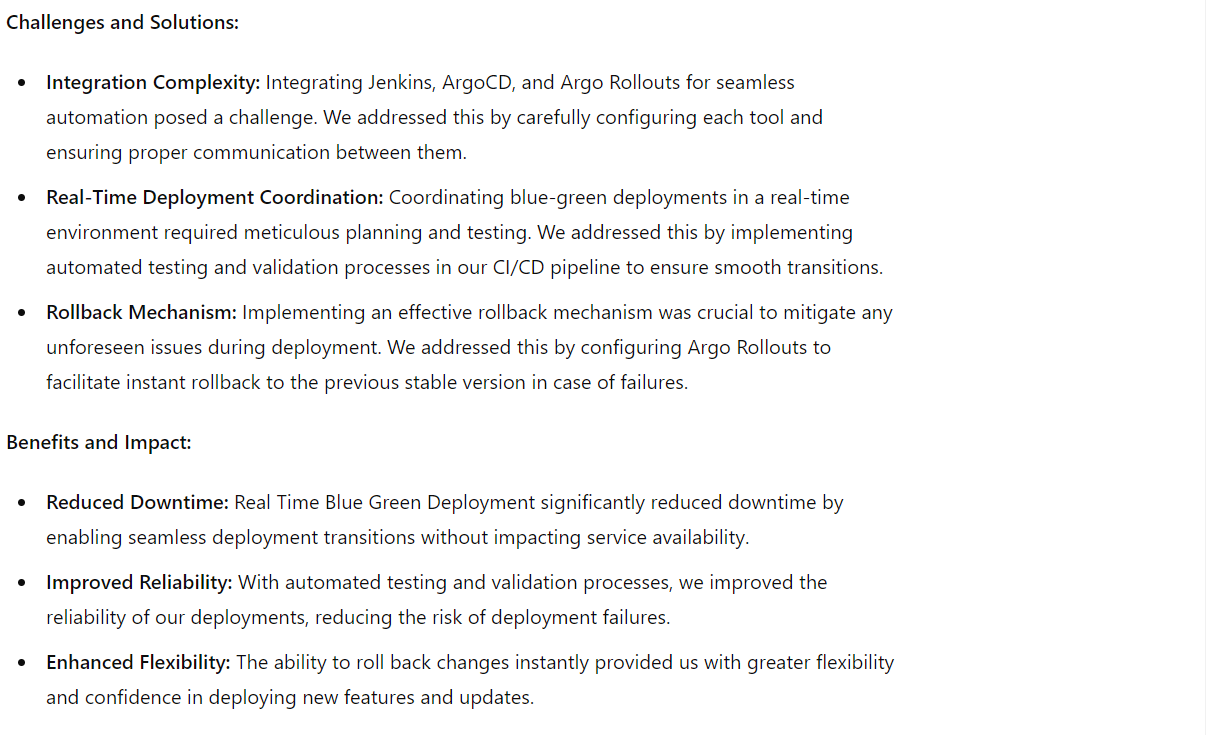 Challenges and Solutions:
• Integration Complexity: Integrating Jenkins, ArgoCD, and Argo Rollouts for seamless
automation posed a challenge. We addressed this by carefully configuring each tool and
ensuring proper communication between them.
• Real-Time Deployment Coordination: Coordinating blue-green deployments in a real-time
environment required meticulous planning and testing. We addressed this by implementing
automated testing and validation processes in our CI/CD pipeline to ensure smooth transitions.
• Rollback Mechanism: Implementing an effective rollback mechanism was crucial to mitigate any
unforeseen issues during deployment. We addressed this by configuring Argo Rollouts to
facilitate instant rollback to the previous stable version in case of failures.
Benefits and Impact:
• Reduced Downtime: Real Time Blue Green Deployment significantly reduced downtime by
enabling seamless deployment transitions without impacting service availability.
• Improved Reliability: With automated testing and validation processes, we improved the
reliability of our deployments, reducing the risk of deployment failures.
• Enhanced Flexibility: The ability to roll back changes instantly provided us with greater flexibility
and confidence in deploying new features and updates.